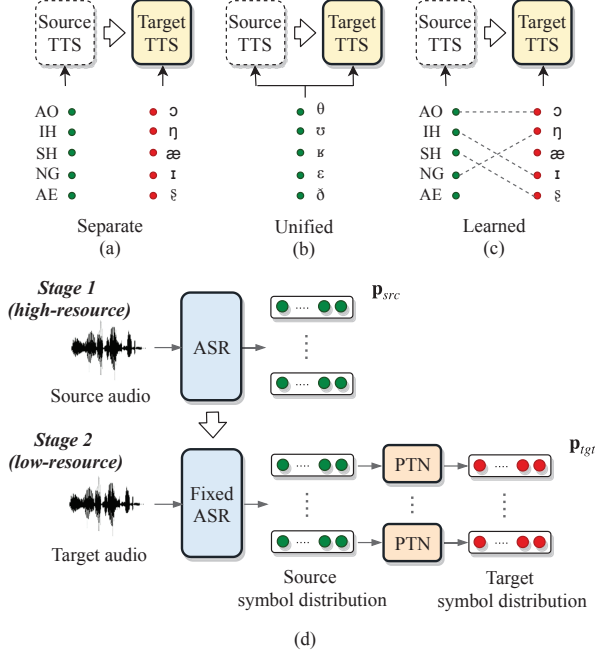 Source TTS
Target TTS
Source TTS
Target TTS
Source TTS
Target TTS
AO ɔ
IH ŋ
SH æ
NG ɪ
AE ʂ
Separate
(a)
θ
ʊ
ʁ
ε
ð
Unified
(b)
AO ɔ
IH ŋ
SH æ
NG ɪ
AE ʂ
Learned
(c)
Stage 1
(high-resource)
Source audio
ASR
....
⋮
....
p_src
Stage 2
(low-resource)
Target audio
Fixed
ASR
....
⋮
....
PTN
⋮
PTN
....
⋮
....
p_tgt
Source
symbol distribution
Target
symbol distribution
(d)